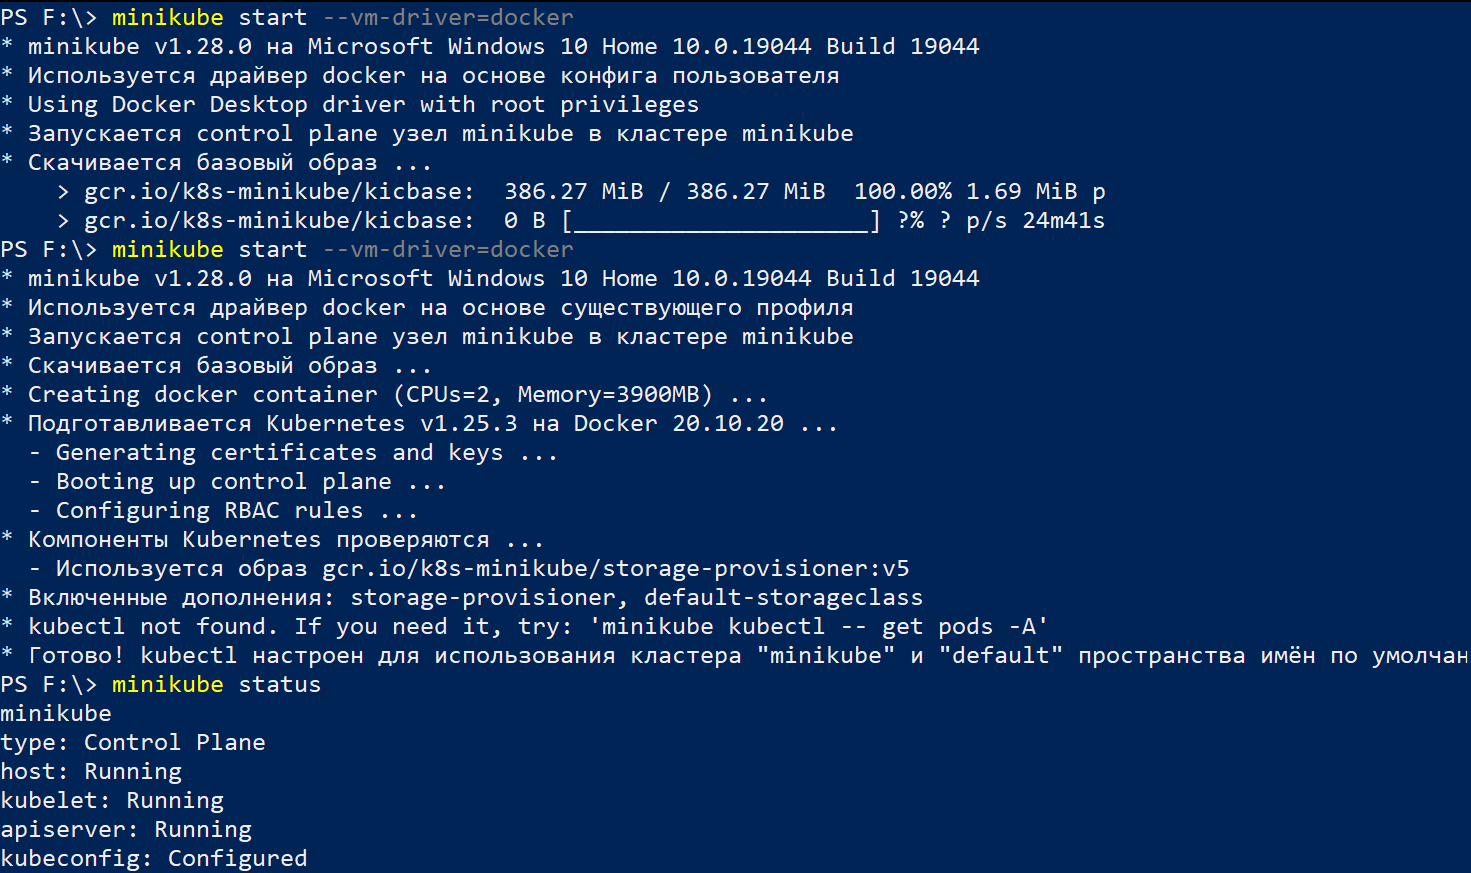 PS F:\> minikube start --vm-driver=docker
* minikube v1.28.0 на Microsoft Windows 10 Home 10.0.19044 Build 19044
* Используется драйвер docker на основе конфига пользователя
* Using Docker Desktop driver with root privileges
* Запускается control plane узел minikube в кластере minikube
* Скачивается базовый образ ...
    > gcr.io/k8s-minikube/kicbase:  386.27 MiB / 386.27 MiB  100.00% 1.69 MiB p
    > gcr.io/k8s-minikube/kicbase:  0 B [_____________________] ?% ? p/s 24m41s
PS F:\> minikube start --vm-driver=docker
* minikube v1.28.0 на Microsoft Windows 10 Home 10.0.19044 Build 19044
* Используется драйвер docker на основе существующего профиля
* Запускается control plane узел minikube в кластере minikube
* Скачивается базовый образ ...
* Creating docker container (CPUs=2, Memory=3900MB) ...
* Подготавливается Kubernetes v1.25.3 на Docker 20.10.20 ...
  - Generating certificates and keys ...
  - Booting up control plane ...
  - Configuring RBAC rules ...
* Компоненты Kubernetes проверяются ...
  - Используется образ gcr.io/k8s-minikube/storage-provisioner:v5
* Включенные дополнения: storage-provisioner, default-storageclass
* kubectl not found. If you need it, try: 'minikube kubectl -- get pods -A'
* Готово! kubectl настроен для использования кластера "minikube" и "default" пространства имён по умолчан
PS F:\> minikube status
minikube
type: Control Plane
host: Running
kubelet: Running
apiserver: Running
kubeconfig: Configured